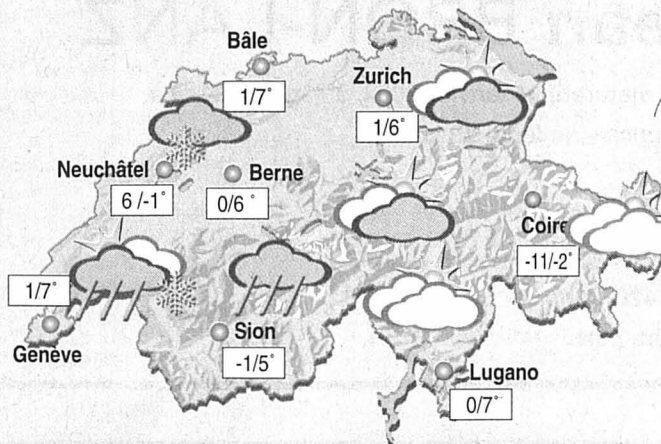 Bâle
1/7°
Zurich
1/6°
Neuchâtel
6 /-1°
Berne
0/6 °
Coire
-11/-2°
1/7°
Genève
Sion
-1/5°
Lugano
0/7°